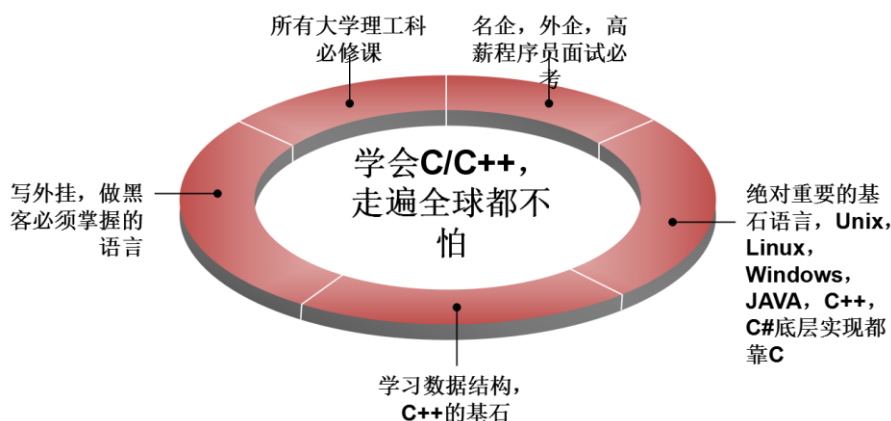 所有大学理工科
必修课
名企，外企，高
薪程序员面试必
考
学会C/C++，
走遍全球都不
怕
写外挂，做黑
客必须掌握的
语言
绝对重要的基
石语言，Unix，
Linux，
Windows，
JAVA，C++，
C#底层实现都
靠C
学习数据结构，
C++的基石